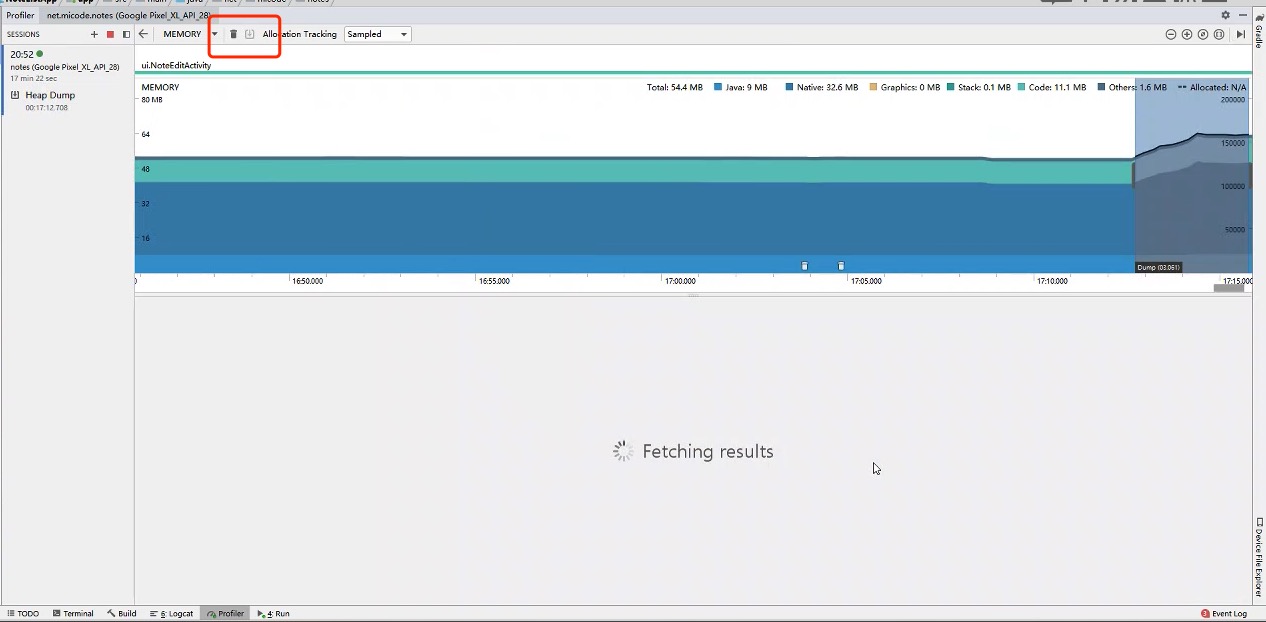 Profiler net.micode.notes (Google Pixel_XL_API_28)
SESSIONS MEMORY Allocation Tracking Sampled
20:52
notes (Google Pixel_XL_API_28)
17 min 22 sec
Heap Dump
00:17:12.708
ui.NoteEditActivity
MEMORY Total: 54.4 MB Java: 9 MB Native: 32.6 MB Graphics: 0 MB Stack: 0.1 MB Code: 11.1 MB Others: 1.6 MB Allocated: N/A
80 MB 200000
64
150000
48
100000
32
50000
16
Dump (03.061)
16:50.000 16:55.000 17:00.000 17:05.000 17:10.000 17:15.000
Fetching results
Gradle
Device File Explorer
TODO Terminal Build 6: Logcat Profiler 4: Run 3 Event Log